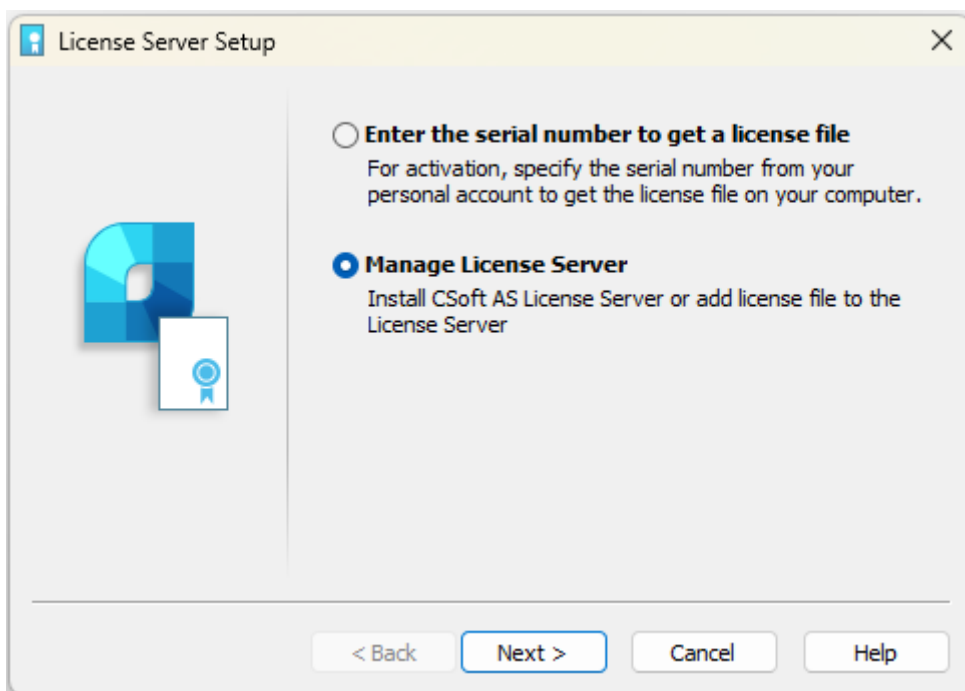 License Server Setup
Enter the serial number to get a license file
For activation, specify the serial number from your
personal account to get the license file on your computer.
Manage License Server
Install CSoft AS License Server or add license file to the
License Server
< Back
Next >
Cancel
Help